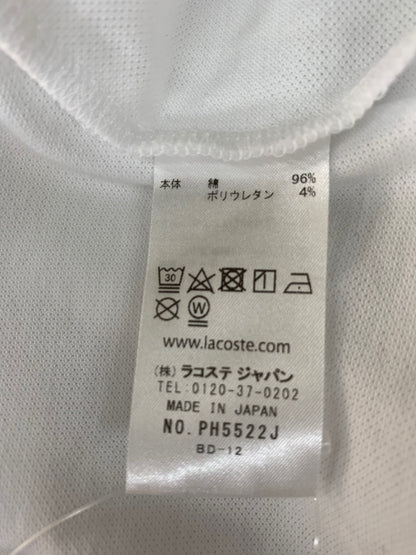 本体 綿 96%
ポリウレタン 4%
30
W
www.lacoste.com
(株) ラコステ ジャパン
TEL:0120-37-0202
MADE IN JAPAN
NO. PH5522J
BD-12